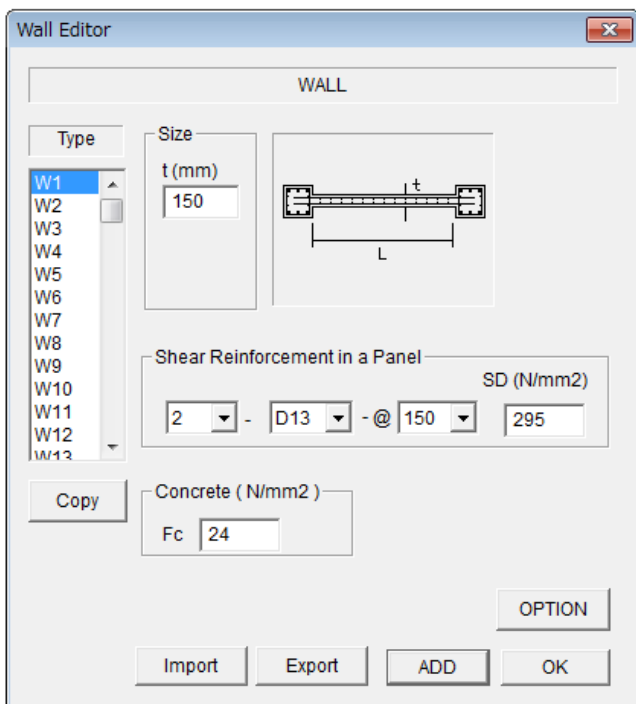 Wall Editor
WALL
Type
W1
W2
W3
W4
W5
W6
W7
W8
W9
W10
W11
W12
W13
Copy
Size
t (mm)
150
t
L
Shear Reinforcement in a Panel
SD (N/mm2)
2 - D13 - @ 150 295
Concrete ( N/mm2 )
Fc 24
OPTION
Import Export ADD OK